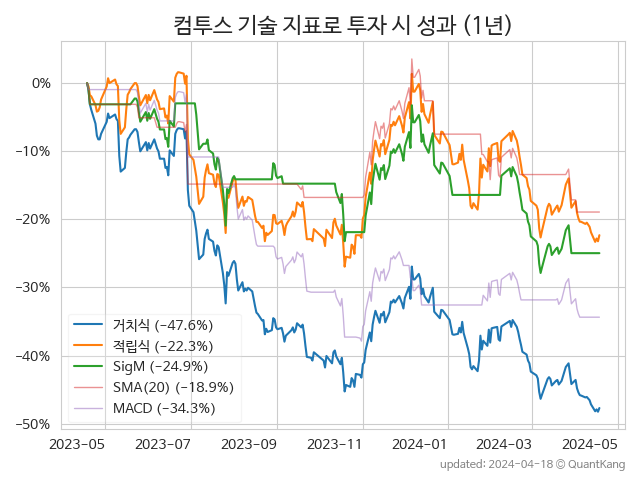 컴투스 기술 지표로 투자 시 성과 (1년)
0%
−10%
−20%
−30%
−40%
−50%
거치식 (−47.6%)
적립식 (−22.3%)
SigM (−24.9%)
SMA(20) (−18.9%)
MACD (−34.3%)
2023-05 2023-07 2023-09 2023-11 2024-01 2024-03 2024-05
updated: 2024-04-18 © QuantKang